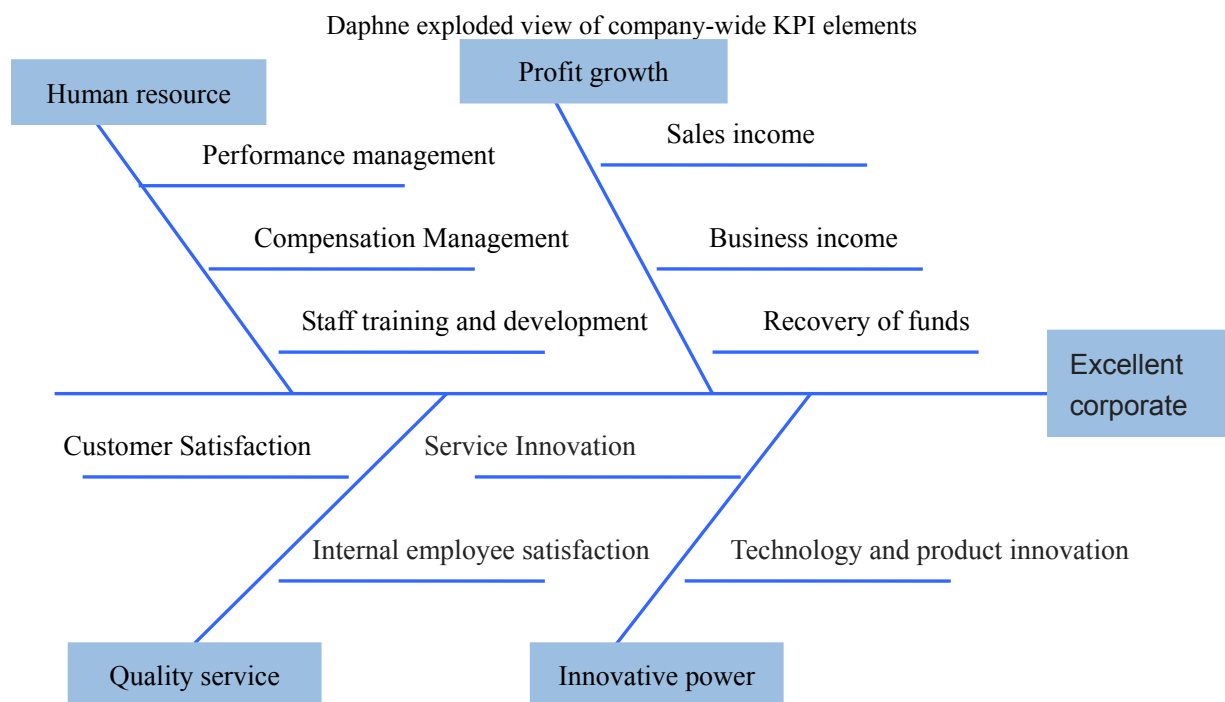 Daphne exploded view of company-wide KPI elements
Human resource
Profit growth
Performance management
Sales income
Compensation Management
Business income
Staff training and development
Recovery of funds
Excellent
corporate
Customer Satisfaction
Service Innovation
Internal employee satisfaction
Technology and product innovation
Quality service
Innovative power